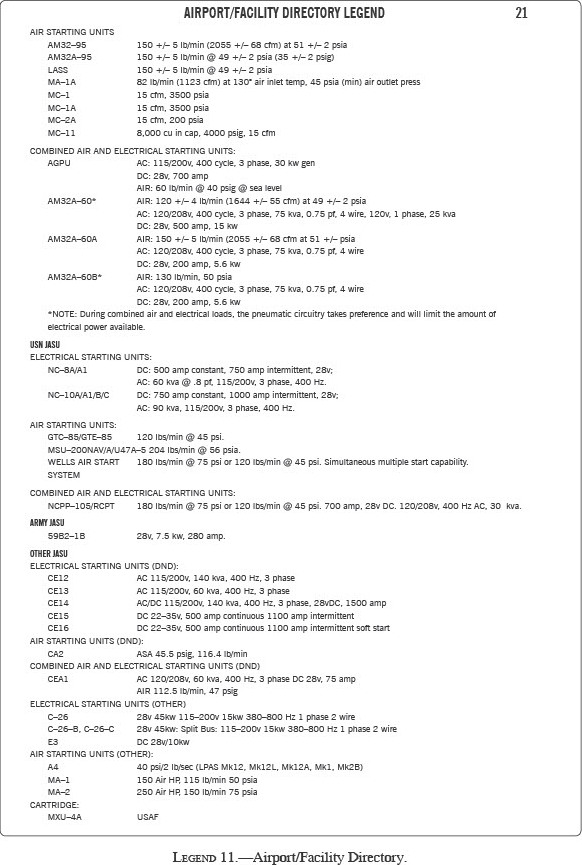 AIRPORT/FACILITY DIRECTORY LEGEND 21
AIR STARTING UNITS
AM32–95 150 +/– 5 lb/min (2055 +/– 68 cfm) at 51 +/– 2 psia
AM32A–95 150 +/– 5 lb/min @ 49 +/– 2 psia (35 +/– 2 psig)
LASS 150 +/– 5 lb/min @ 49 +/– 2 psia
MA–1A 82 lb/min (1123 cfm) at 130° air inlet temp, 45 psia (min) air outlet press
MC–1 15 cfm, 3500 psia
MC–1A 15 cfm, 3500 psia
MC–2A 15 cfm, 200 psia
MC–11 8,000 cu in cap, 4000 psig, 15 cfm
COMBINED AIR AND ELECTRICAL STARTING UNITS:
AGPU AC: 115/200v, 400 cycle, 3 phase, 30 kw gen
DC: 28v, 700 amp
AIR: 60 lb/min @ 40 psig @ sea level
AM32A–60* AIR: 120 +/– 4 lb/min (1644 +/– 55 cfm) at 49 +/– 2 psia
AC: 120/208v, 400 cycle, 3 phase, 75 kva, 0.75 pf, 4 wire, 120v, 1 phase, 25 kva
DC: 28v, 500 amp, 15 kw
AM32A–60A AIR: 150 +/– 5 lb/min (2055 +/– 68 cfm at 51 +/– psia
AC: 120/208v, 400 cycle, 3 phase, 75 kva, 0.75 pf, 4 wire
DC: 28v, 200 amp, 5.6 kw
AM32A–60B* AIR: 130 lb/min, 50 psia
AC: 120/208v, 400 cycle, 3 phase, 75 kva, 0.75 pf, 4 wire
DC: 28v, 200 amp, 5.6 kw
*NOTE: During combined air and electrical loads, the pneumatic circuitry takes preference and will limit the amount of
electrical power available.
USN JASU
ELECTRICAL STARTING UNITS:
NC–8A/A1 DC: 500 amp constant, 750 amp intermittent, 28v;
AC: 60 kva @ .8 pf, 115/200v, 3 phase, 400 Hz.
NC–10A/A1/B/C DC: 750 amp constant, 1000 amp intermittent, 28v;
AC: 90 kva, 115/200v, 3 phase, 400 Hz.
AIR STARTING UNITS:
GTC–85/GTE–85 120 lbs/min @ 45 psi.
MSU–200NAV/A/U47A–5 204 lbs/min @ 56 psia.
WELLS AIR START 180 lbs/min @ 75 psi or 120 lbs/min @ 45 psi. Simultaneous multiple start capability.
SYSTEM
COMBINED AIR AND ELECTRICAL STARTING UNITS:
NCPP–105/RCPT 180 lbs/min @ 75 psi or 120 lbs/min @ 45 psi. 700 amp, 28v DC. 120/208v, 400 Hz AC, 30 kva.
ARMY JASU
59B2–1B 28v, 7.5 kw, 280 amp.
OTHER JASU
ELECTRICAL STARTING UNITS (DND):
CE12 AC 115/200v, 140 kva, 400 Hz, 3 phase
CE13 AC 115/200v, 60 kva, 400 Hz, 3 phase
CE14 AC/DC 115/200v, 140 kva, 400 Hz, 3 phase, 28vDC, 1500 amp
CE15 DC 22–35v, 500 amp continuous 1100 amp intermittent
CE16 DC 22–35v, 500 amp continuous 1100 amp intermittent soft start
AIR STARTING UNITS (DND):
CA2 ASA 45.5 psig, 116.4 lb/min
COMBINED AIR AND ELECTRICAL STARTING UNITS (DND)
CEA1 AC 120/208v, 60 kva, 400 Hz, 3 phase DC 28v, 75 amp
AIR 112.5 lb/min, 47 psig
ELECTRICAL STARTING UNITS (OTHER)
C–26 28v 45kw 115–200v 15kw 380–800 Hz 1 phase 2 wire
C–26–B, C–26–C 28v 45kw: Split Bus: 115–200v 15kw 380–800 Hz 1 phase 2 wire
E3 DC 28v/10kw
AIR STARTING UNITS (OTHER):
A4 40 psi/2 lb/sec (LPAS Mk12, Mk12L, Mk12A, Mk1, Mk2B)
MA–1 150 Air HP, 115 lb/min 50 psia
MA–2 250 Air HP, 150 lb/min 75 psia
CARTRIDGE:
MXU–4A USAF
LEGEND 11.—Airport/Facility Directory.